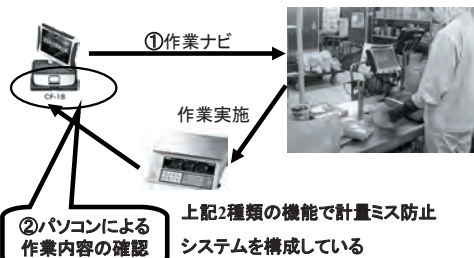 ①作業ナビ
CF-18
作業実施
②パソコンによる
作業内容の確認
上記2種類の機能で計量ミス防止
システムを構成している